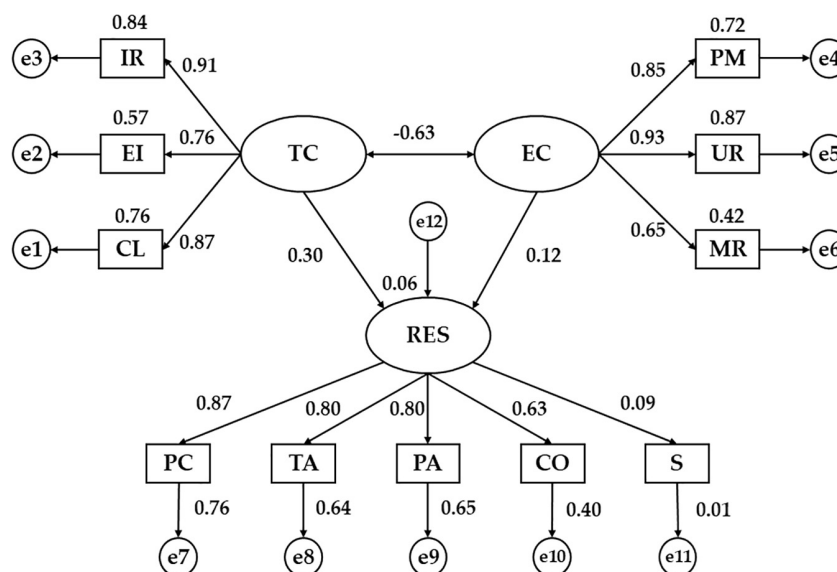 0.84
0.72
e3
IR
0.91
0.85
PM
e4
0.57
0.87
e2
EI
0.76
TC
-0.63
EC
0.93
UR
e5
0.76
0.42
e1
CL
0.87
e12
0.65
MR
e6
0.30
0.06
0.12
RES
0.87
0.80
0.80
0.63
0.09
PC
TA
PA
CO
S
0.76
0.64
0.65
0.40
0.01
e7
e8
e9
e10
e11